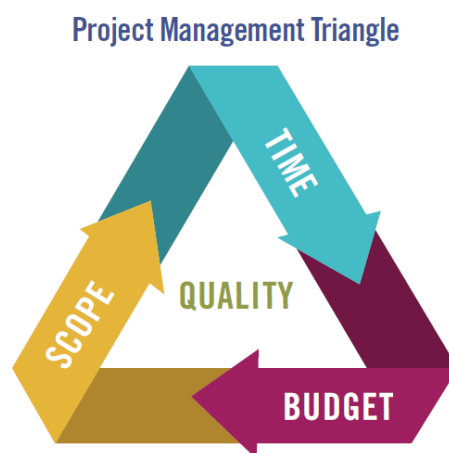 Project Management Triangle
TIME
SCOPE
QUALITY
BUDGET